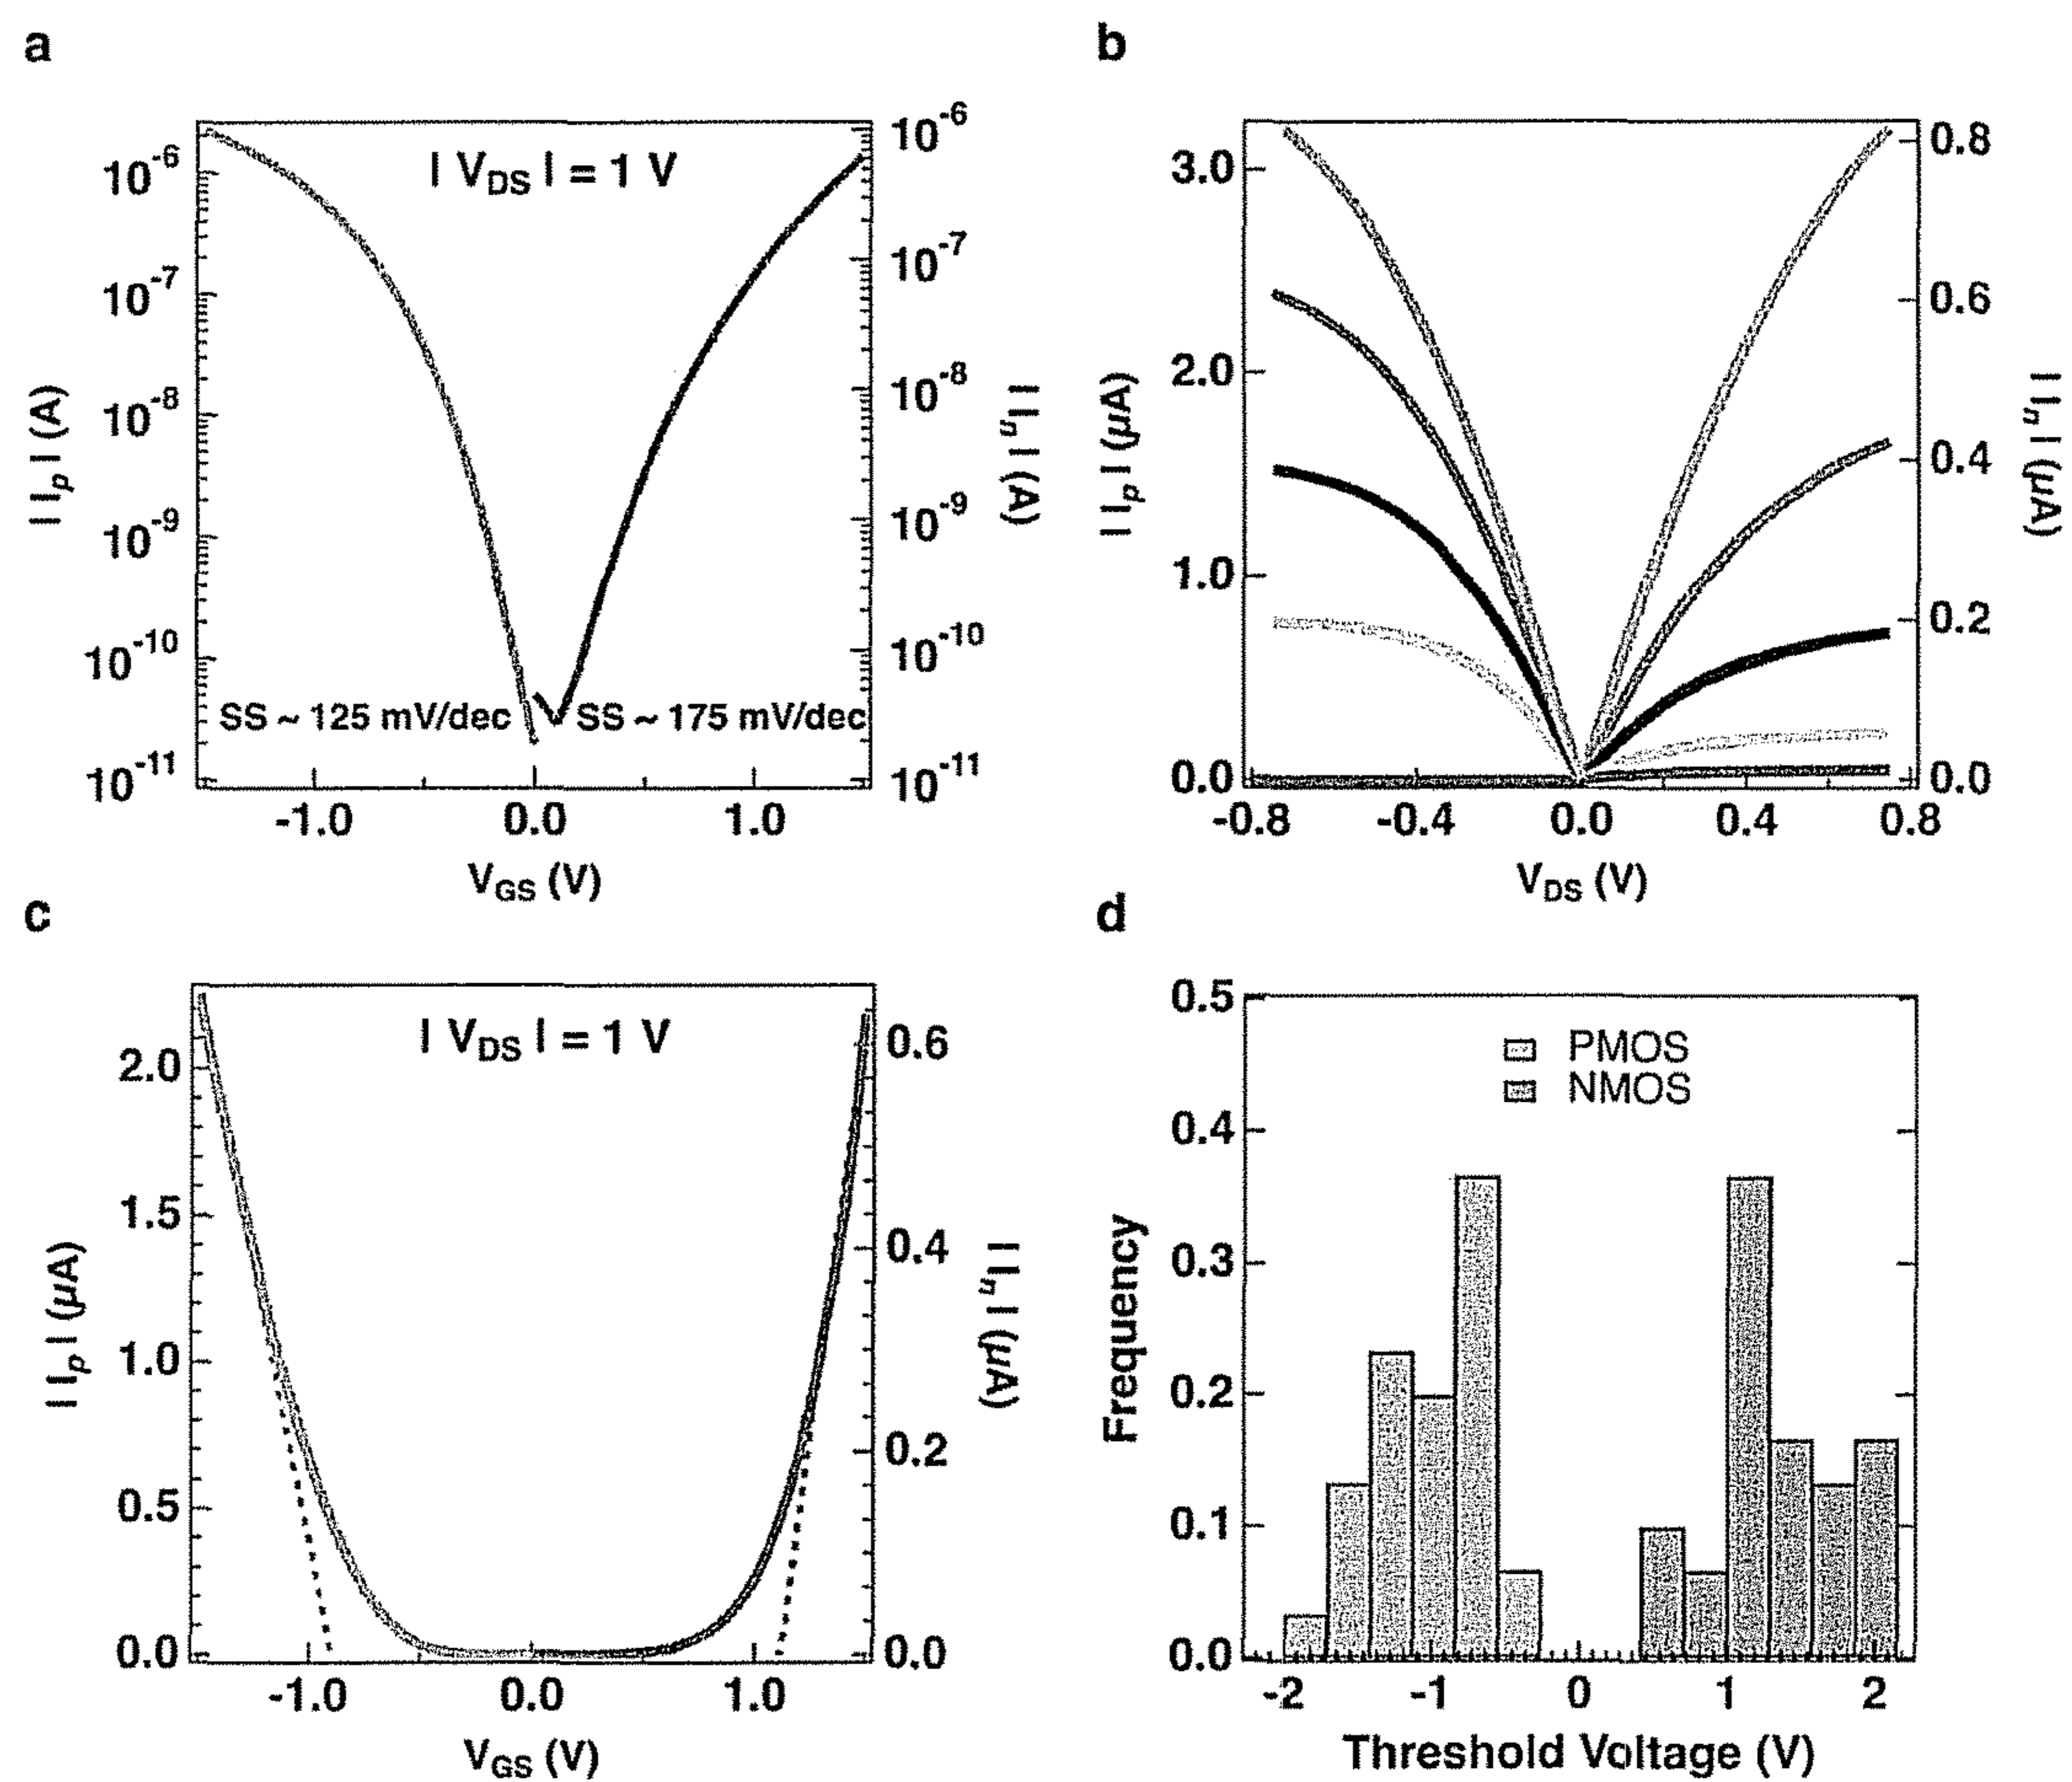 a
| V_DS | = 1 V
10^-6
10^-7
10^-8
10^-9
10^-10
10^-11
| I_p | (A)
SS ~ 125 mV/dec
SS ~ 175 mV/dec
10^-6
10^-7
10^-8
10^-9
10^-10
10^-11
| I_n | (A)
-1.0 0.0 1.0
V_GS (V)
b
3.0
2.0
1.0
0.0
| I_p | (μA)
0.8
0.6
0.4
0.2
0.0
| I_n | (μA)
-0.8 -0.4 0.0 0.4 0.8
V_DS (V)
c
| V_DS | = 1 V
2.0
1.5
1.0
0.5
0.0
| I_p | (μA)
0.6
0.4
0.2
0.0
| I_n | (μA)
-1.0 0.0 1.0
V_GS (V)
d
PMOS
NMOS
0.5
0.4
0.3
0.2
0.1
0.0
Frequency
-2 -1 0 1 2
Threshold Voltage (V)